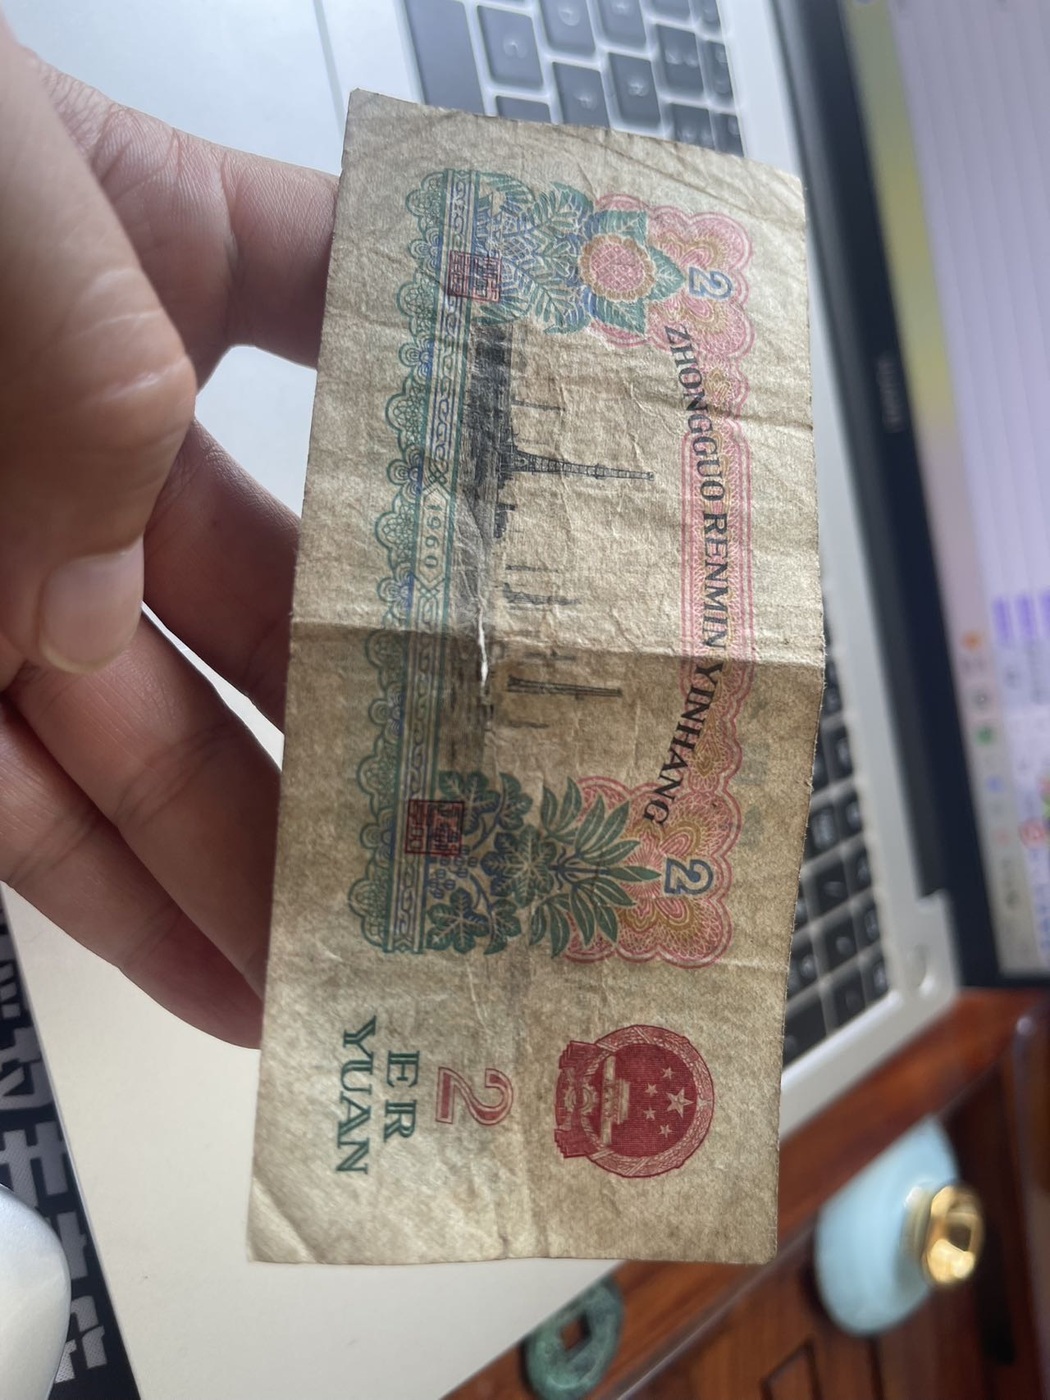 2
ZHONGGUO RENMIN YINHANG
2
1960
2
ER
YUAN